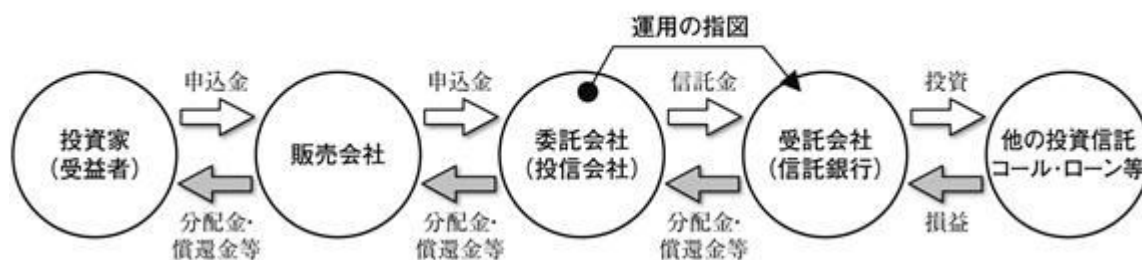 運用の指図
申込金
申込金
信託金
投資
投資家
(受益者)
販売会社
委託会社
(投信会社)
受託会社
(信託銀行)
他の投資信託
コール・ローン等
分配金・
償還金等
分配金・
償還金等
分配金・
償還金等
損益